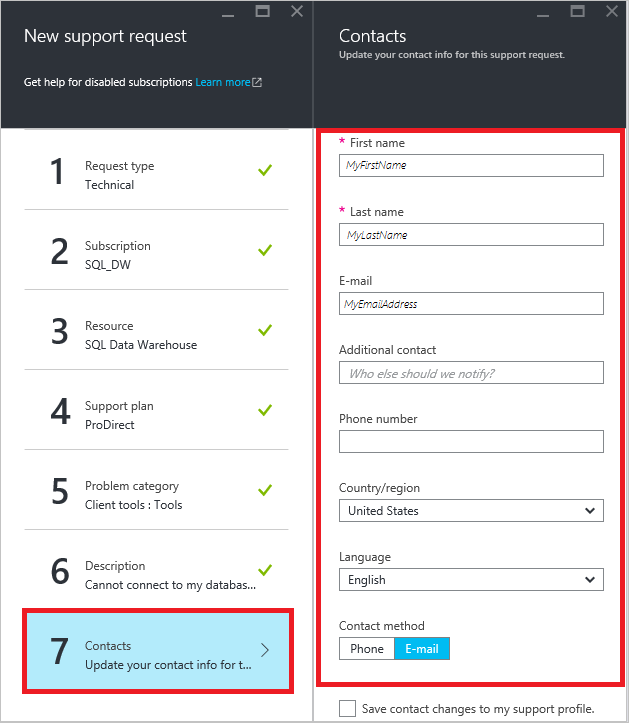 New support request
Get help for disabled subscriptions Learn more
1
Request type
Technical
2
Subscription
SQL_DW
3
Resource
SQL Data Warehouse
4
Support plan
ProDirect
5
Problem category
Client tools : Tools
6
Description
Cannot connect to my databas...
7
Contacts
Update your contact info for t...
Contacts
Update your contact info for this support request.
* First name
MyFirstName
* Last name
MyLastName
E-mail
MyEmailAddress
Additional contact
Who else should we notify?
Phone number
Country/region
United States
Language
English
Contact method
Phone E-mail
Save contact changes to my support profile.